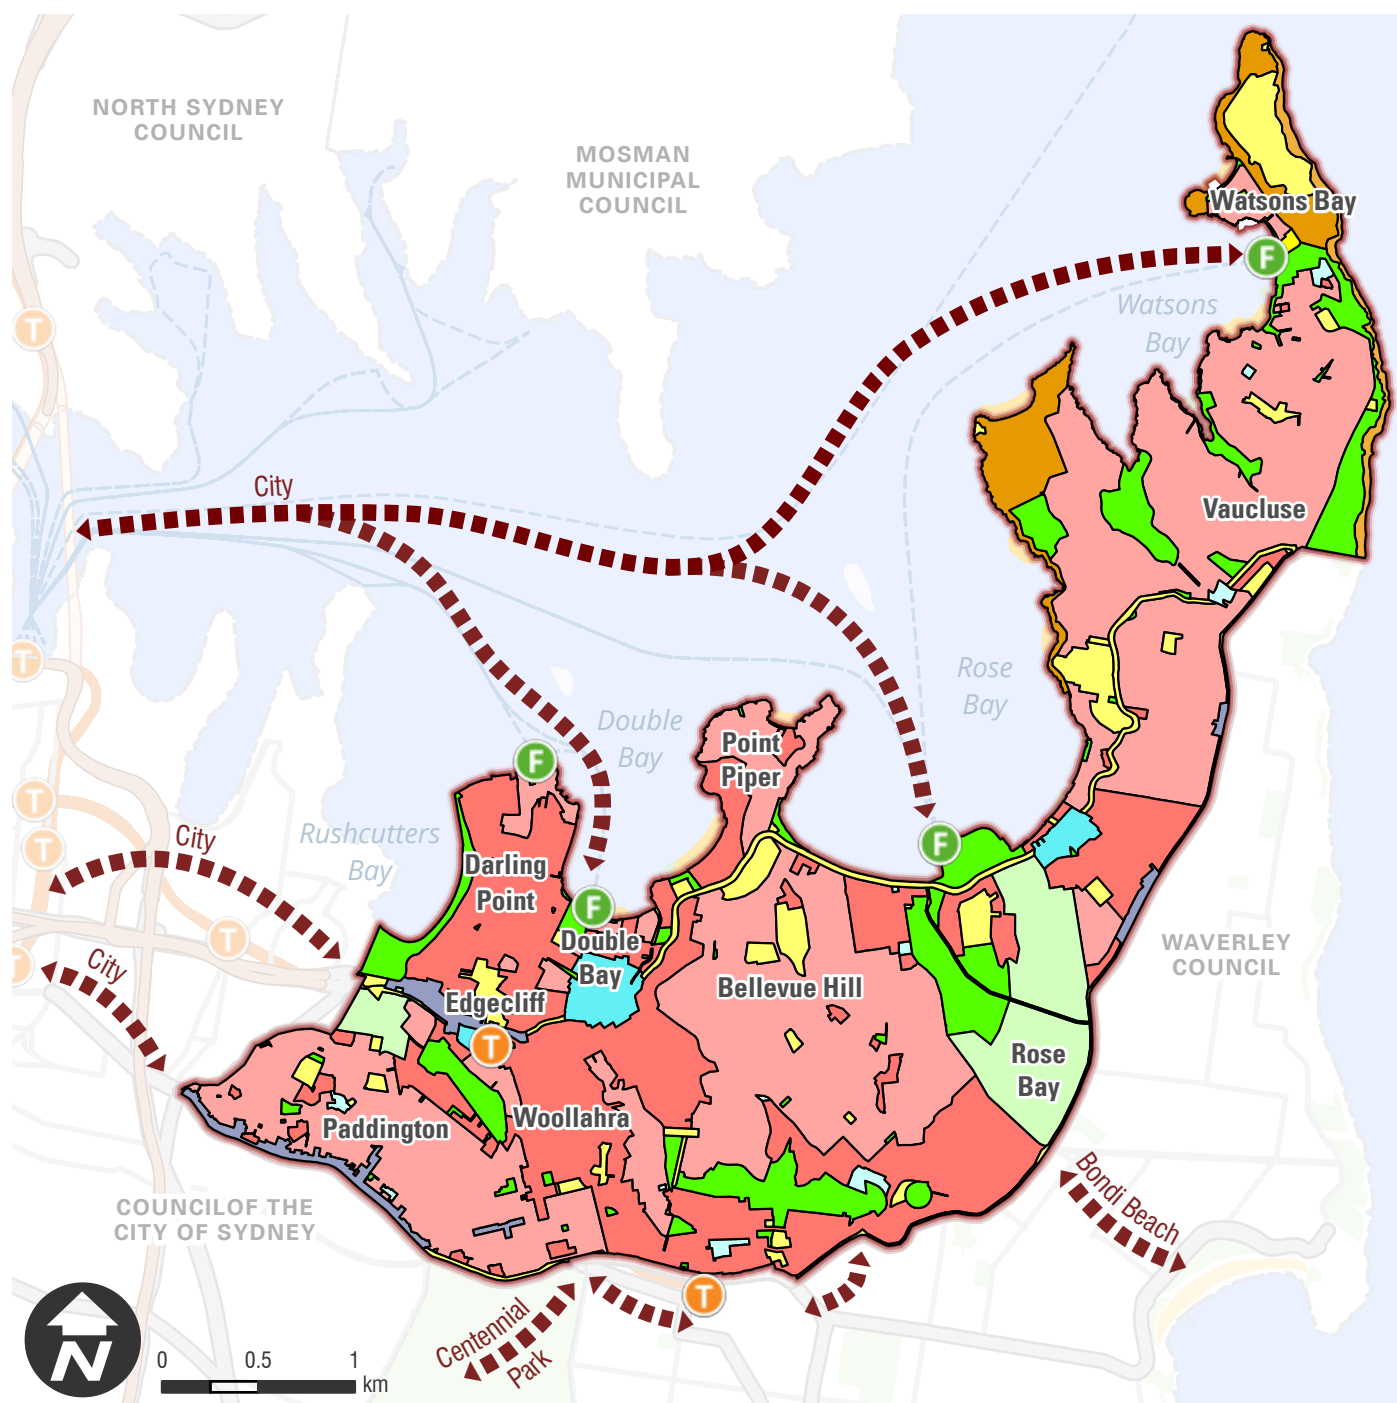 NORTH SYDNEY
COUNCIL
MOSMAN
MUNICIPAL
COUNCIL
Watsons Bay
F
Watsons
Bay
T
City
Vaucluse
T
Rose
Bay
Double
Bay
Point
Piper
F
T
City
Rushcutters
Bay
T
F
Darling
Point
F
Double
Bay
T
WAVERLEY
COUNCIL
T
City
Bellevue Hill
Edgecliff
T
Rose
Bay
Paddington
Woollahra
Bondi Beach
COUNCILOF THE
CITY OF SYDNEY
T
Centennial
Park
N
0 0.5 1
km